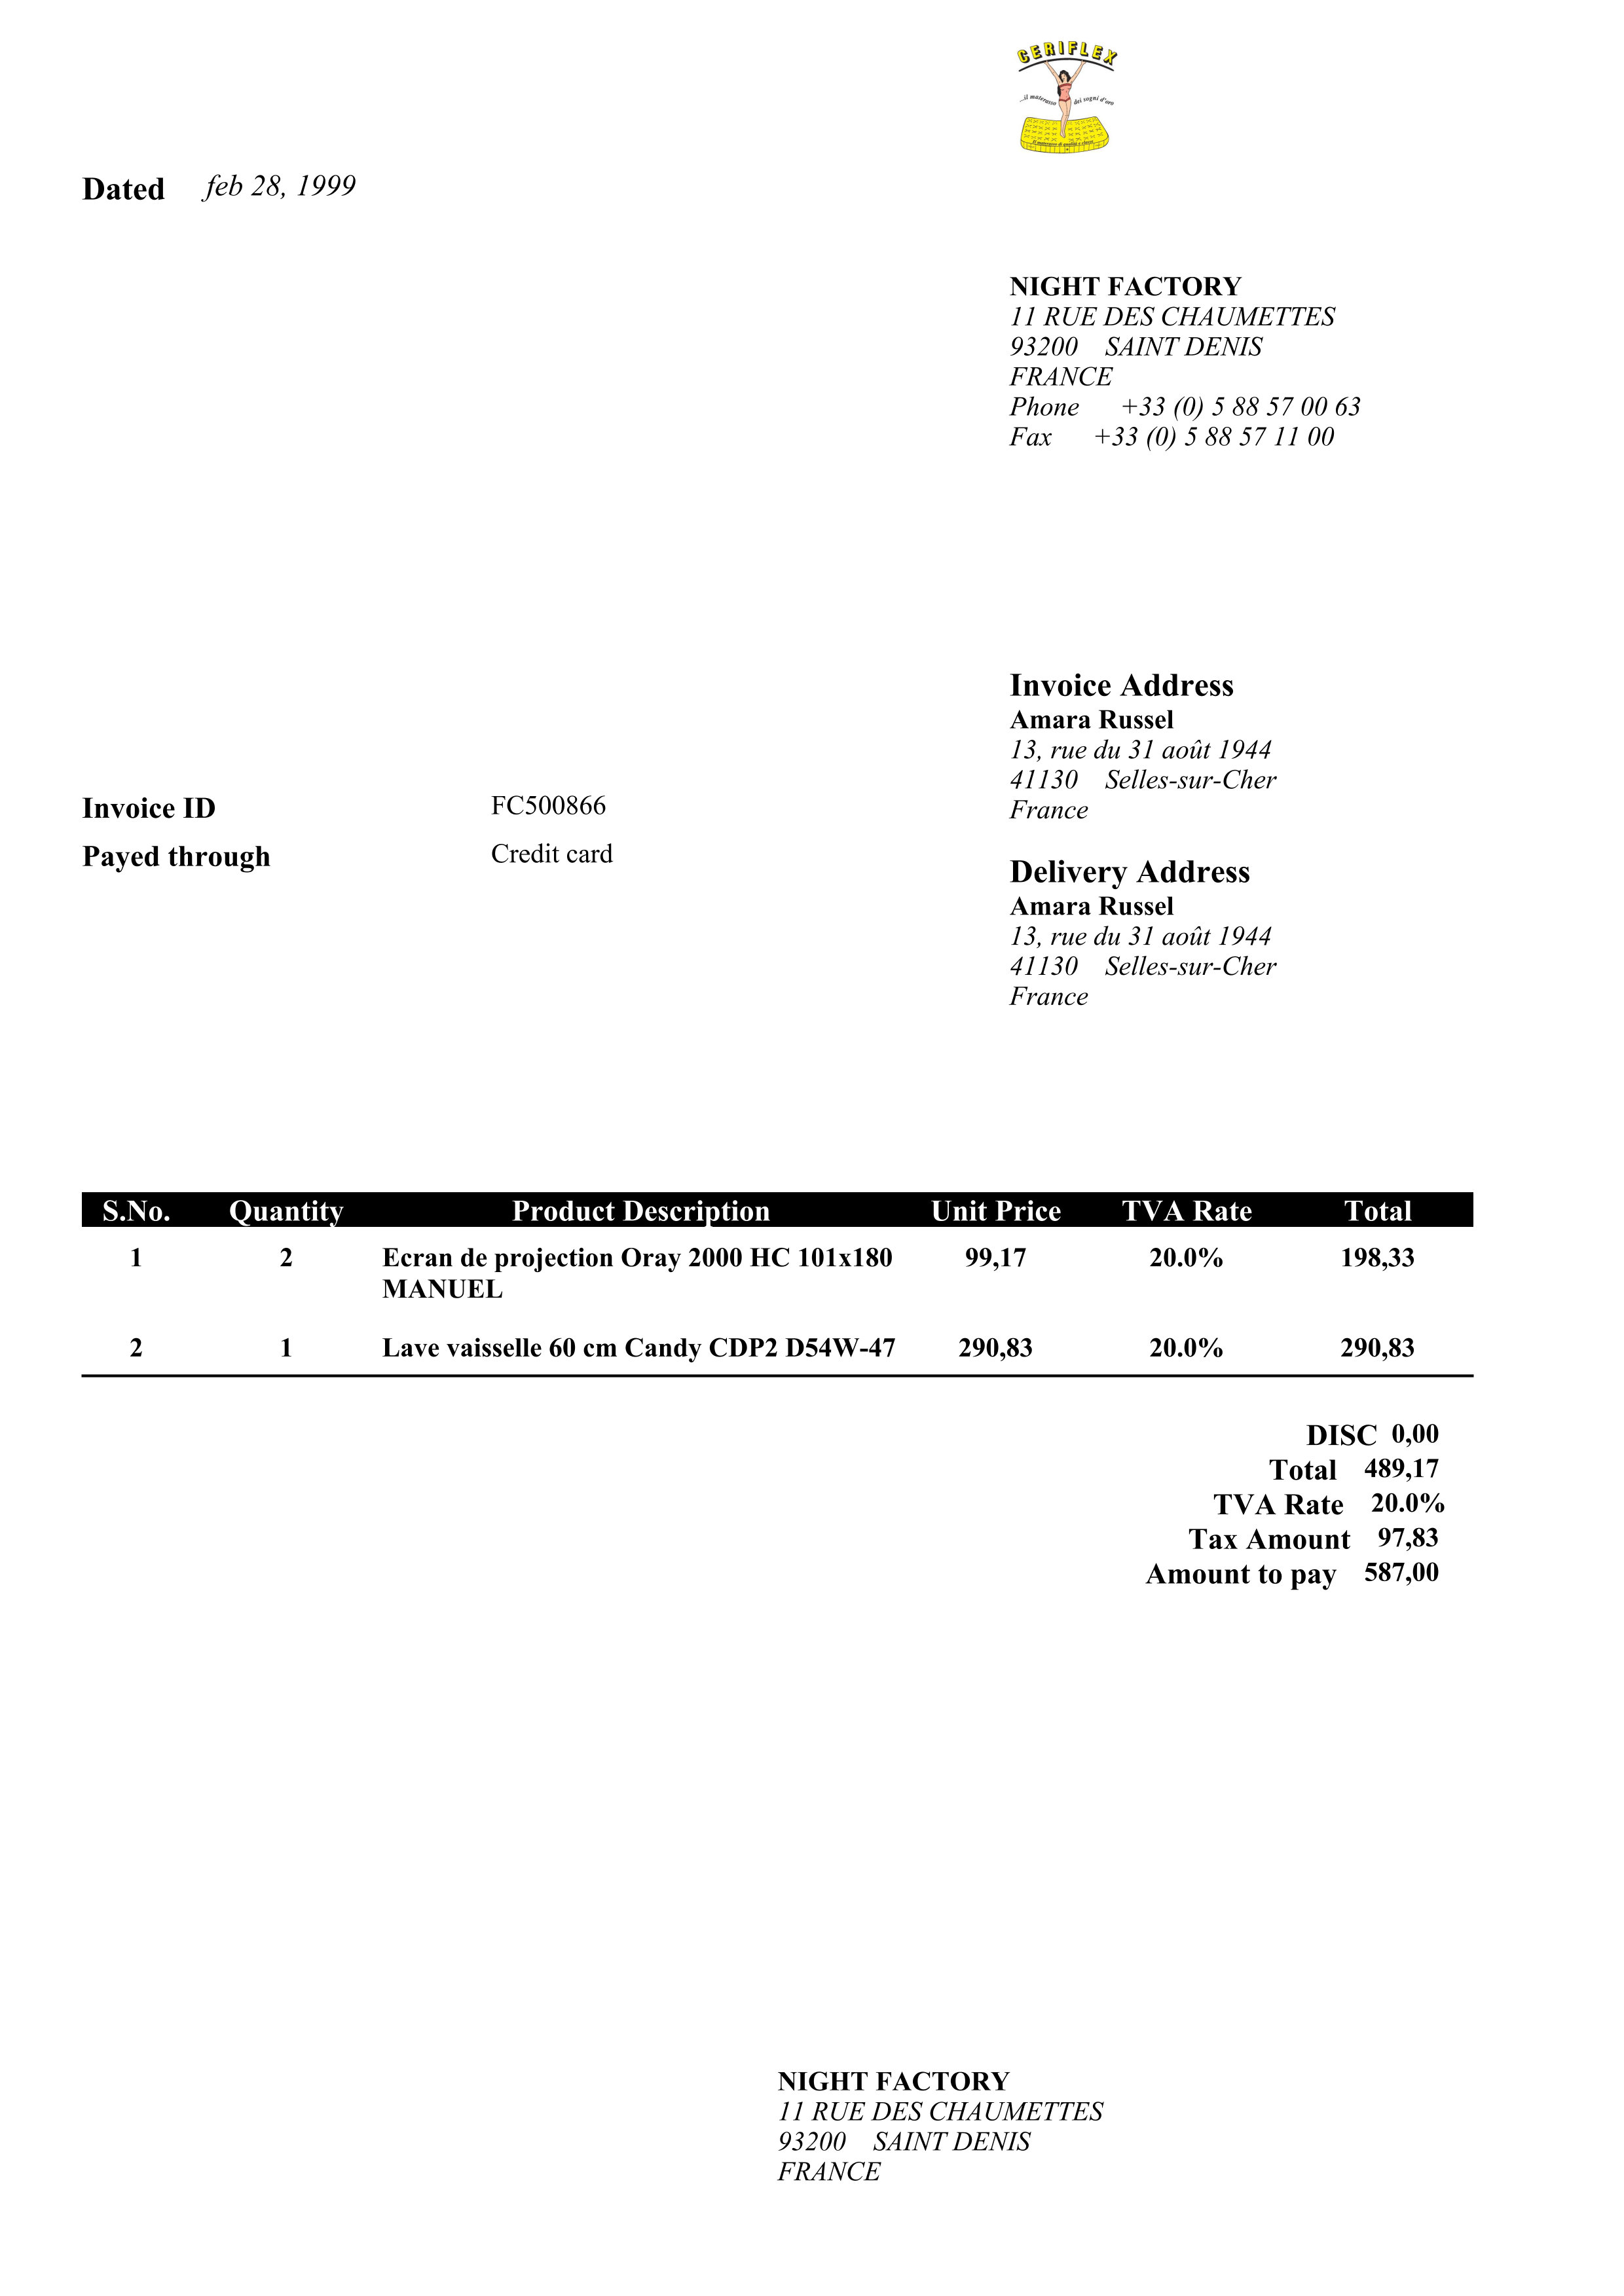 CERIFLEX
...il materasso dei sogni d'oro
Dated feb 28, 1999
NIGHT FACTORY
11 RUE DES CHAUMETTES
93200 SAINT DENIS
FRANCE
Phone +33 (0) 5 88 57 00 63
Fax +33 (0) 5 88 57 11 00
Invoice Address
Amara Russel
13, rue du 31 août 1944
41130 Selles-sur-Cher
France
Invoice ID FC500866
Payed through Credit card
Delivery Address
Amara Russel
13, rue du 31 août 1944
41130 Selles-sur-Cher
France
S.No. Quantity Product Description Unit Price TVA Rate Total
1 2 Ecran de projection Oray 2000 HC 101x180 99,17 20.0% 198,33
MANUEL
2 1 Lave vaisselle 60 cm Candy CDP2 D54W-47 290,83 20.0% 290,83
DISC 0,00
Total 489,17
TVA Rate 20.0%
Tax Amount 97,83
Amount to pay 587,00
NIGHT FACTORY
11 RUE DES CHAUMETTES
93200 SAINT DENIS
FRANCE